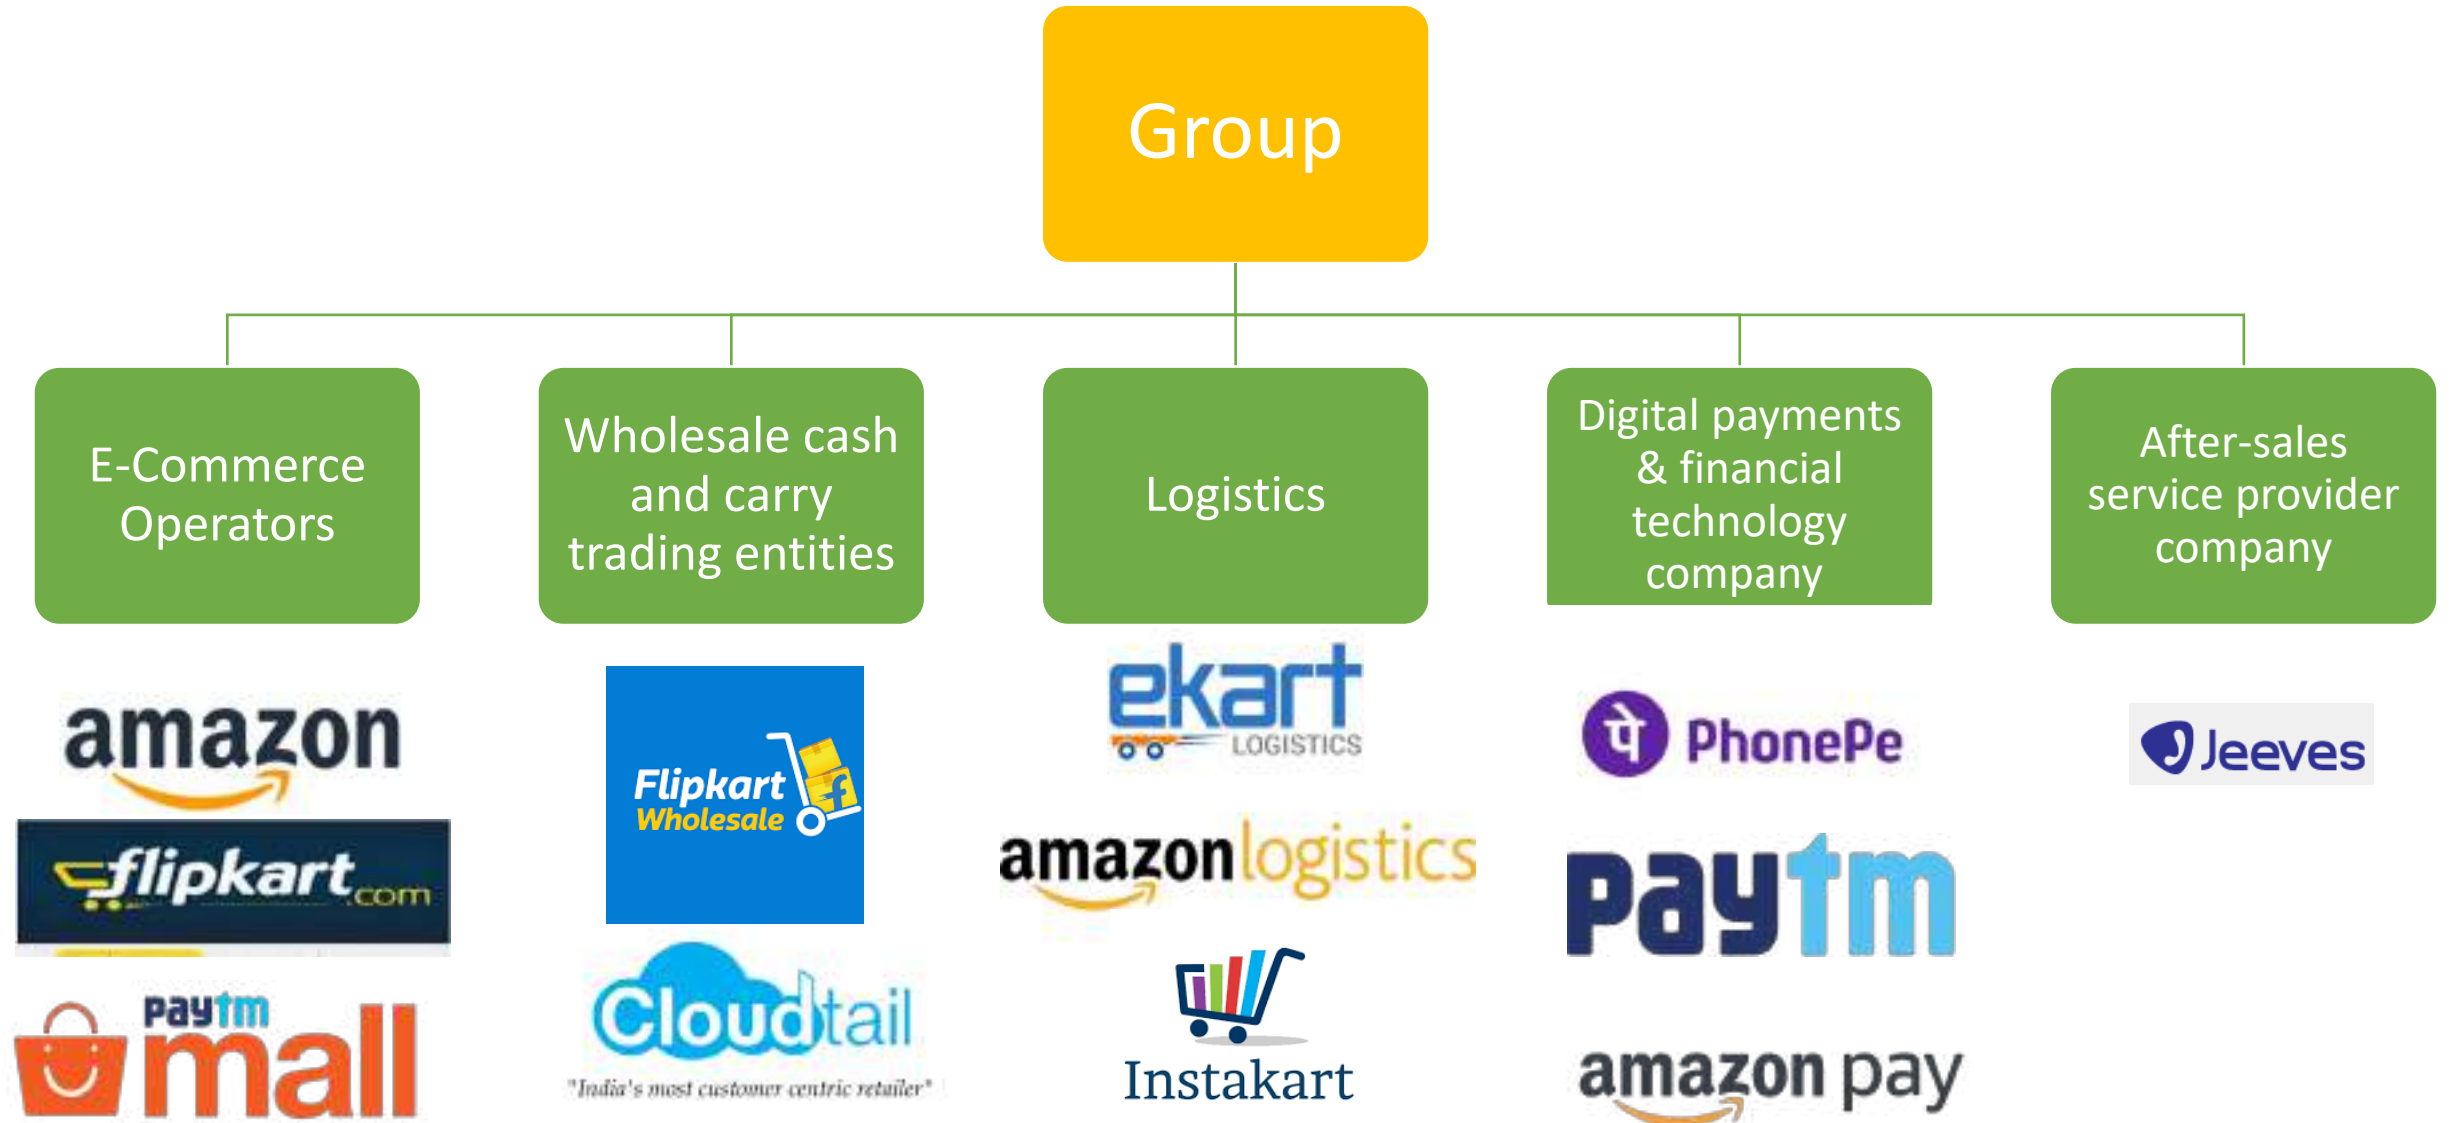 Group
E-Commerce
Operators
Wholesale cash
and carry
trading entities
Logistics
Digital payments
& financial
technology
company
After-sales
service provider
company
amazon
flipkart.com
paytm
mall
Flipkart
Wholesale
Cloudtail
"India's most customer centric retailer"
ekart
LOGISTICS
amazonlogistics
Instakart
पे PhonePe
paytm
amazon pay
Jeeves